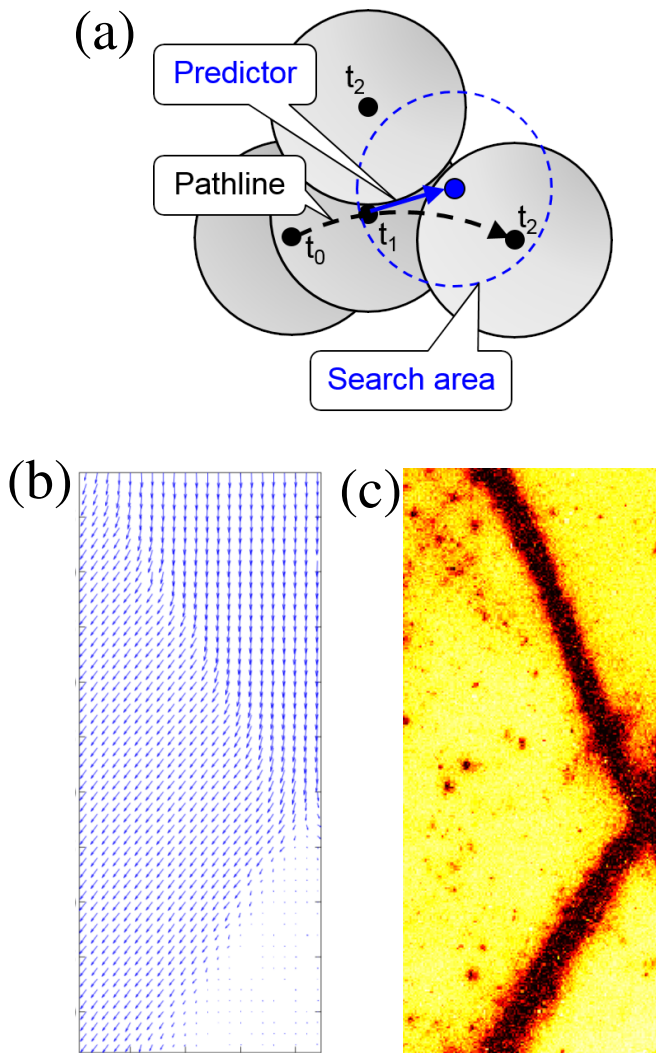 (a)
Predictor
t2
Pathline
t0
t1
t2
Search area
(b)
(c)